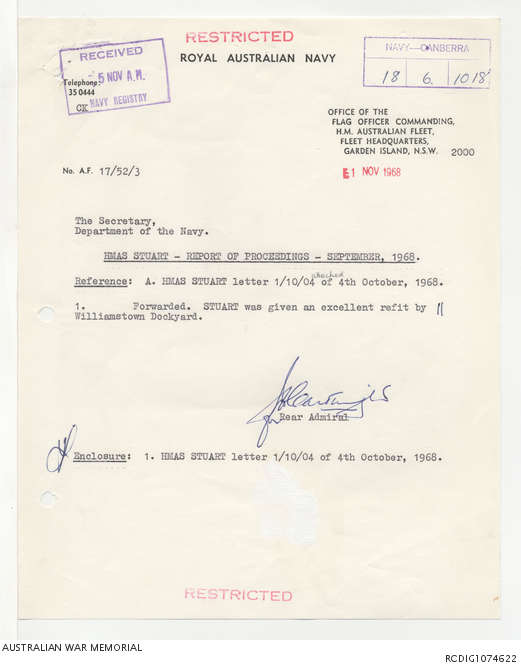 RESTRICTED
RECEIVED
5 NOV A.M.
NAVY REGISTRY
Telephone:
35 0444
CK
ROYAL AUSTRALIAN NAVY
NAVY—CANBERRA
18 6 1018
OFFICE OF THE
FLAG OFFICER COMMANDING,
H.M. AUSTRALIAN FLEET,
FLEET HEADQUARTERS,
GARDEN ISLAND, N.S.W. 2000
No. A.F. 17/52/3
1 NOV 1968
The Secretary,
Department of the Navy.
HMAS STUART - REPORT OF PROCEEDINGS - SEPTEMBER, 1968.
attached
Reference: A. HMAS STUART letter 1/10/04 of 4th October, 1968.
1. Forwarded. STUART was given an excellent refit by
Williamstown Dockyard.
for
Rear Admiral
Enclosure: 1. HMAS STUART letter 1/10/04 of 4th October, 1968.
RESTRICTED
AUSTRALIAN WAR MEMORIAL
RCDIG1074622